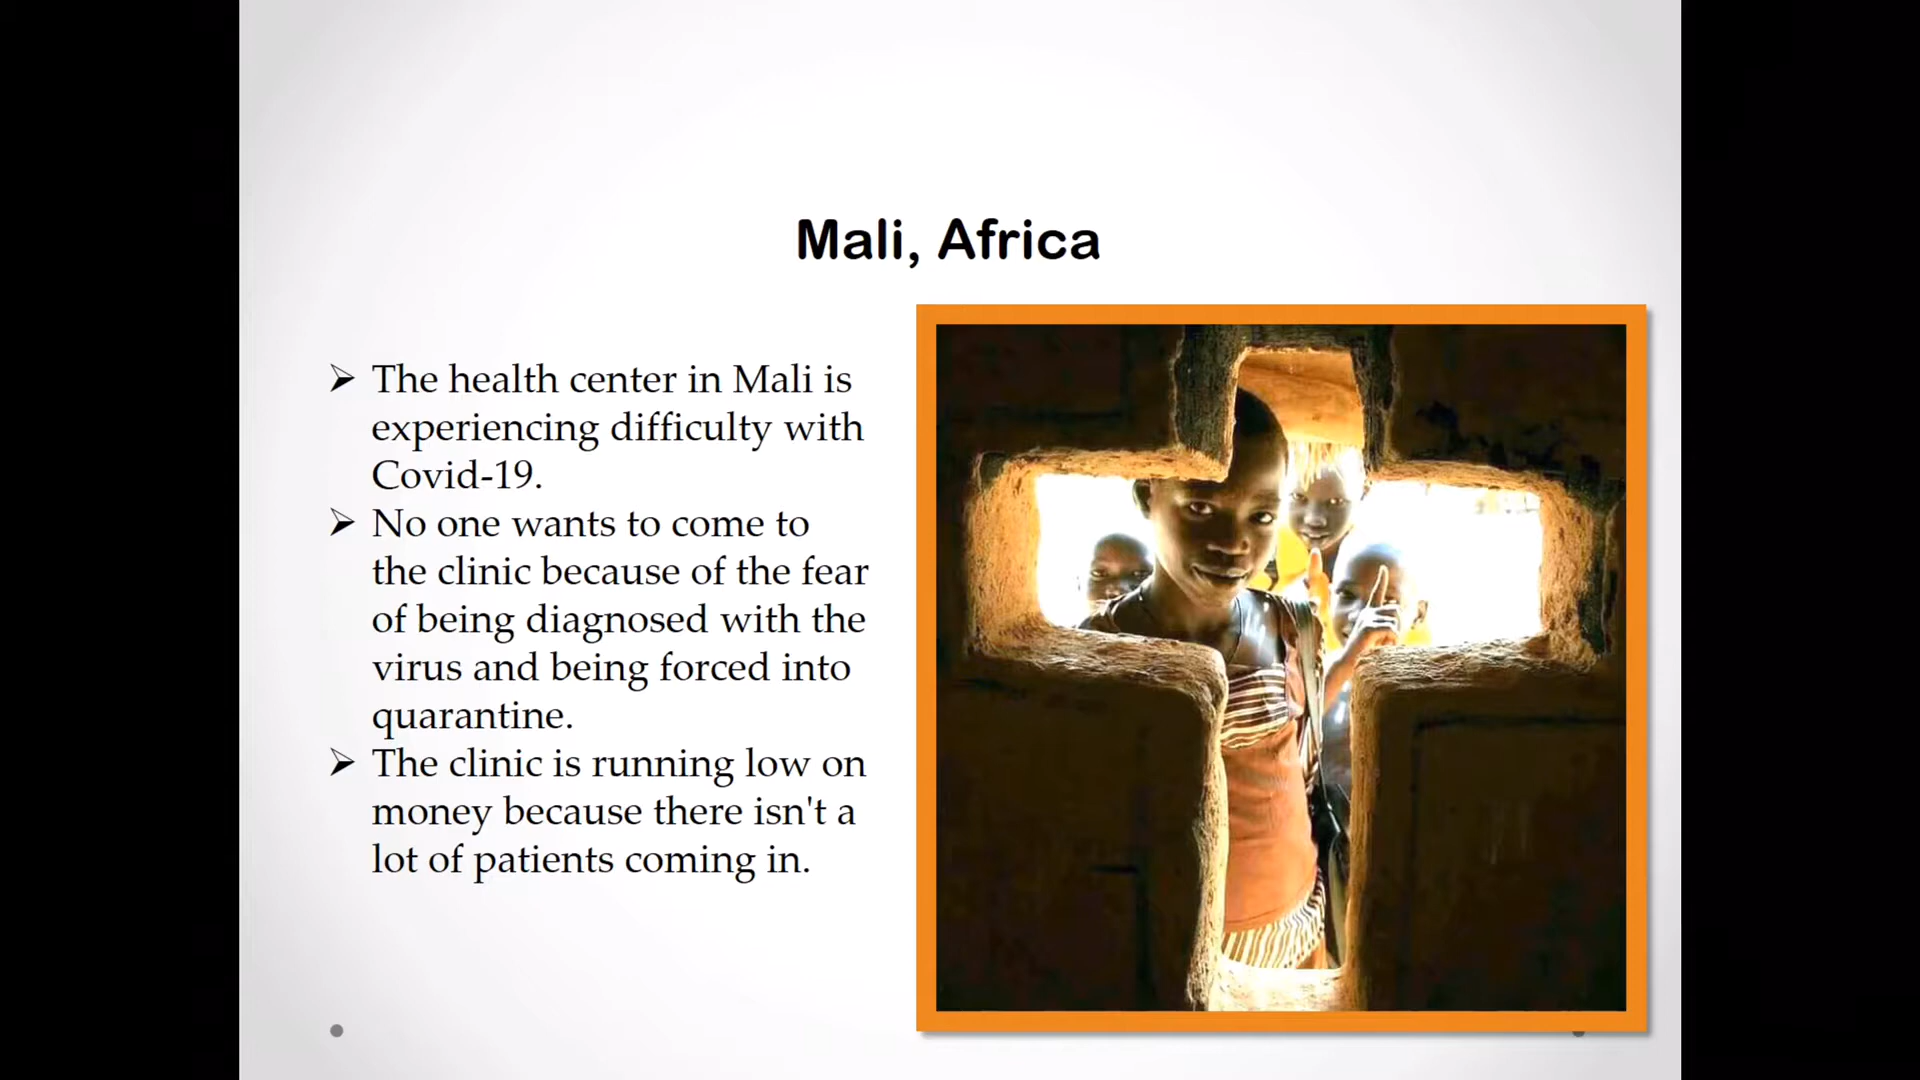 Mali, Africa
➢ The health center in Mali is
experiencing difficulty with
Covid-19.
➢ No one wants to come to
the clinic because of the fear
of being diagnosed with the
virus and being forced into
quarantine.
➢ The clinic is running low on
money because there isn't a
lot of patients coming in.